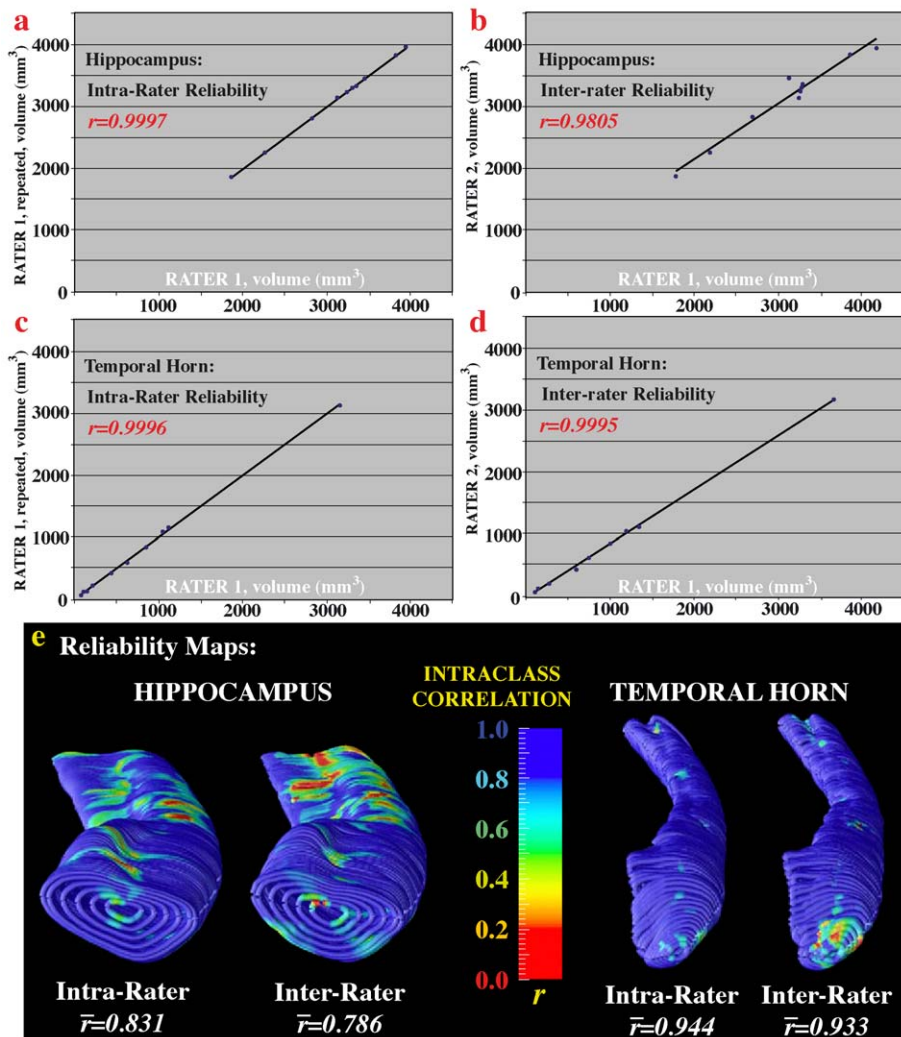 a
4000
3000
2000
1000
0
RATER 1, repeated, volume (mm³)
Hippocampus:
Intra-Rater Reliability
r=0.9997
RATER 1, volume (mm³)
1000
2000
3000
4000
b
4000
3000
2000
1000
0
RATER 2, volume (mm³)
Hippocampus:
Inter-rater Reliability
r=0.9805
RATER 1, volume (mm³)
1000
2000
3000
4000
c
4000
3000
2000
1000
0
RATER 1, repeated, volume (mm³)
Temporal Horn:
Intra-Rater Reliability
r=0.9996
RATER 1, volume (mm³)
1000
2000
3000
4000
d
4000
3000
2000
1000
0
RATER 2, volume (mm³)
Temporal Horn:
Inter-rater Reliability
r=0.9995
RATER 1, volume (mm³)
1000
2000
3000
4000
e
Reliability Maps:
HIPPOCAMPUS
INTRACLASS
CORRELATION
TEMPORAL HORN
1.0
0.8
0.6
0.4
0.2
0.0
r
Intra-Rater
r̅=0.831
Inter-Rater
r̅=0.786
Intra-Rater
r̅=0.944
Inter-Rater
r̅=0.933